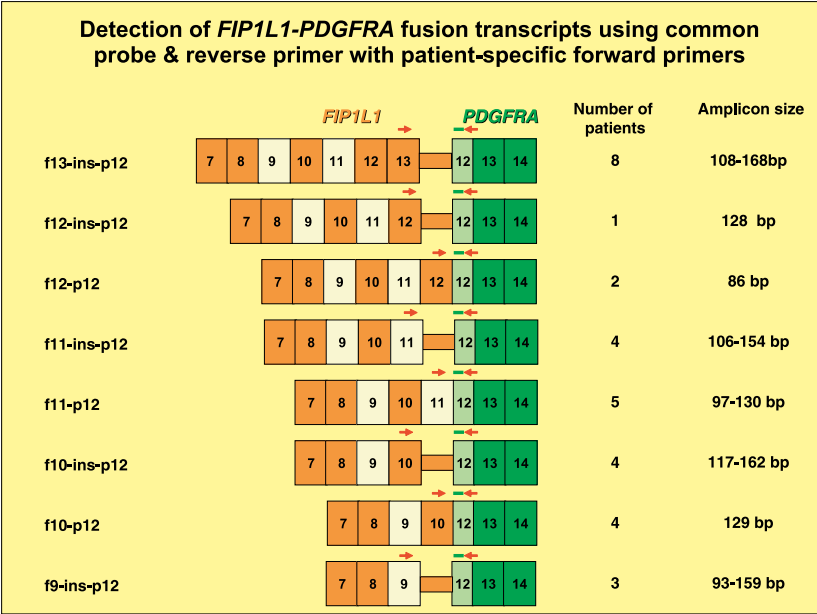 Detection of FIP1L1-PDGFRA fusion transcripts using common
probe & reverse primer with patient-specific forward primers
FIP1L1 PDGFRA Number of patients Amplicon size
f13-ins-p12 7 8 9 10 11 12 13 12 13 14 8 108-168bp
f12-ins-p12 7 8 9 10 11 12 12 13 14 1 128 bp
f12-p12 7 8 9 10 11 12 12 13 14 2 86 bp
f11-ins-p12 7 8 9 10 11 12 13 14 4 106-154 bp
f11-p12 7 8 9 10 11 12 13 14 5 97-130 bp
f10-ins-p12 7 8 9 10 12 13 14 4 117-162 bp
f10-p12 7 8 9 10 12 13 14 4 129 bp
f9-ins-p12 7 8 9 12 13 14 3 93-159 bp